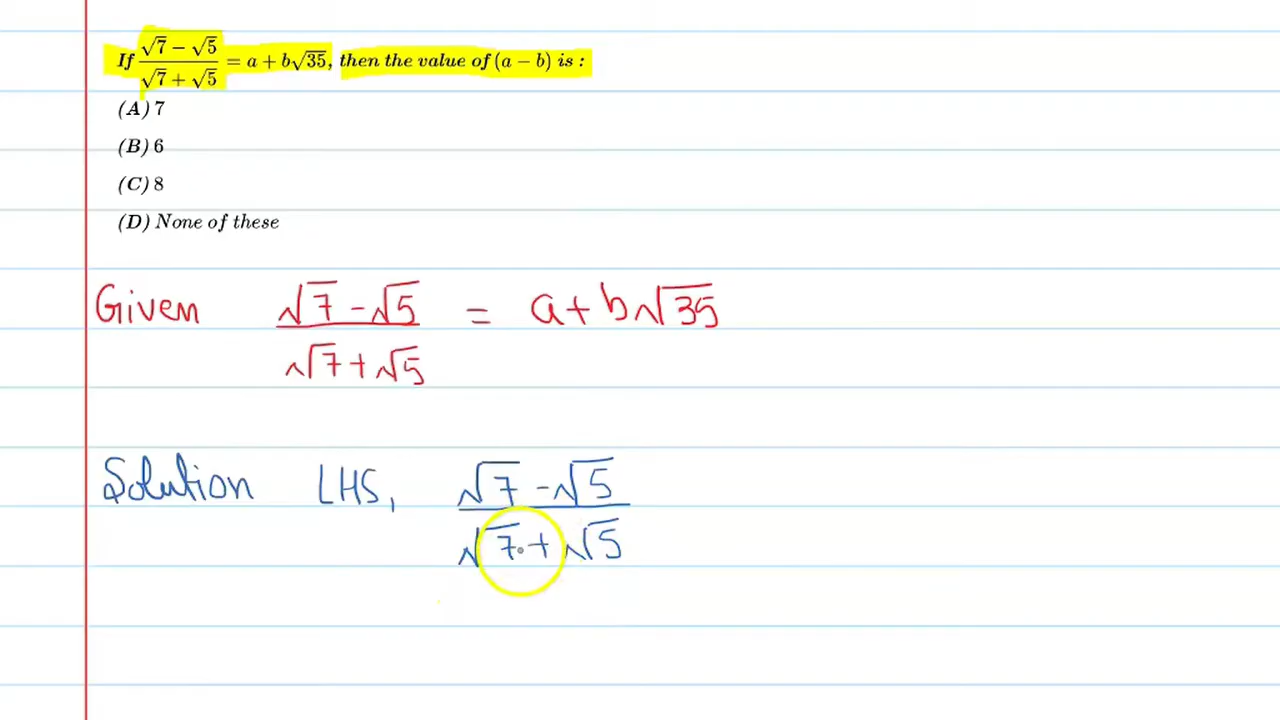 If (√7 − √5)/(√7 + √5) = a + b√35, then the value of (a − b) is :
(A) 7
(B) 6
(C) 8
(D) None of these
Given (√7 − √5)/(√7 + √5) = a + b√35
Solution LHS, (√7 − √5)/(√7 + √5)